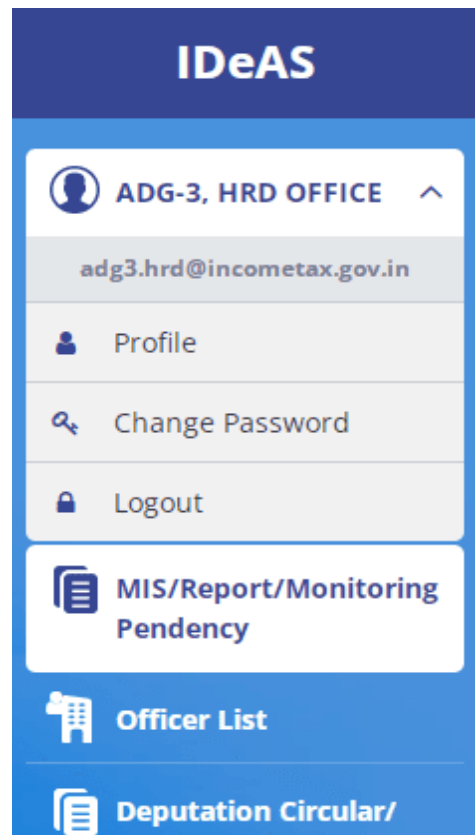 IDeAS
ADG-3, HRD OFFICE
adg3.hrd@incometax.gov.in
Profile
Change Password
Logout
MIS/Report/Monitoring
Pendency
Officer List
Deputation Circular/